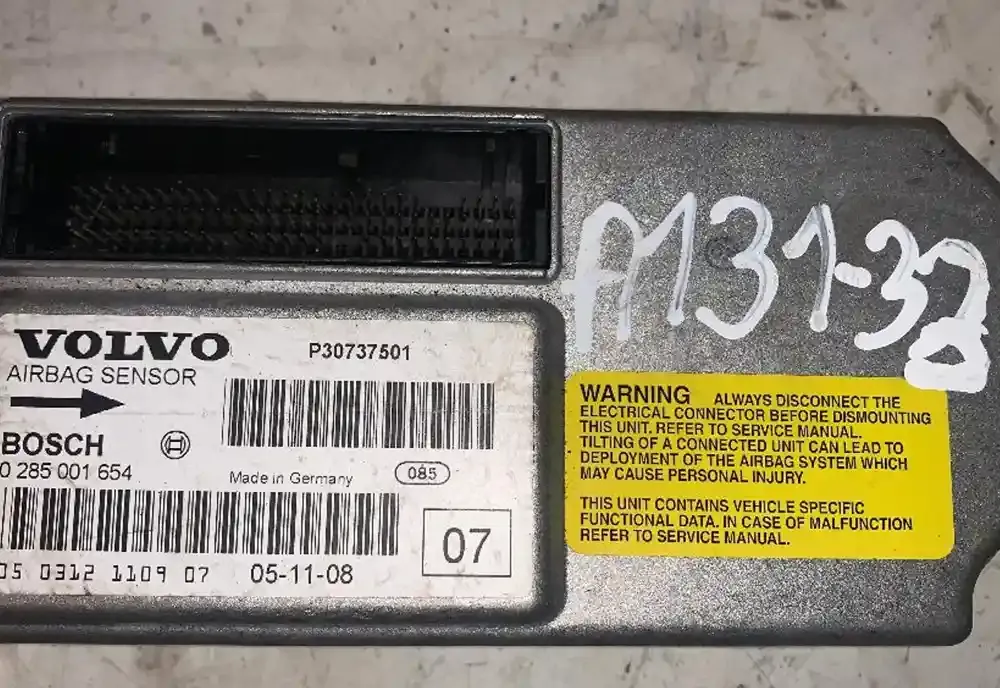 A131-32
VOLVO
P30737501
AIRBAG SENSOR
BOSCH
0 285 001 654
Made in Germany
085
07
05 0312 1109 07
05-11-08
WARNING ALWAYS DISCONNECT THE
ELECTRICAL CONNECTOR BEFORE DISMOUNTING
THIS UNIT. REFER TO SERVICE MANUAL.
TILTING OF A CONNECTED UNIT CAN LEAD TO
DEPLOYMENT OF THE AIRBAG SYSTEM WHICH
MAY CAUSE PERSONAL INJURY.
THIS UNIT CONTAINS VEHICLE SPECIFIC
FUNCTIONAL DATA. IN CASE OF MALFUNCTION
REFER TO SERVICE MANUAL.